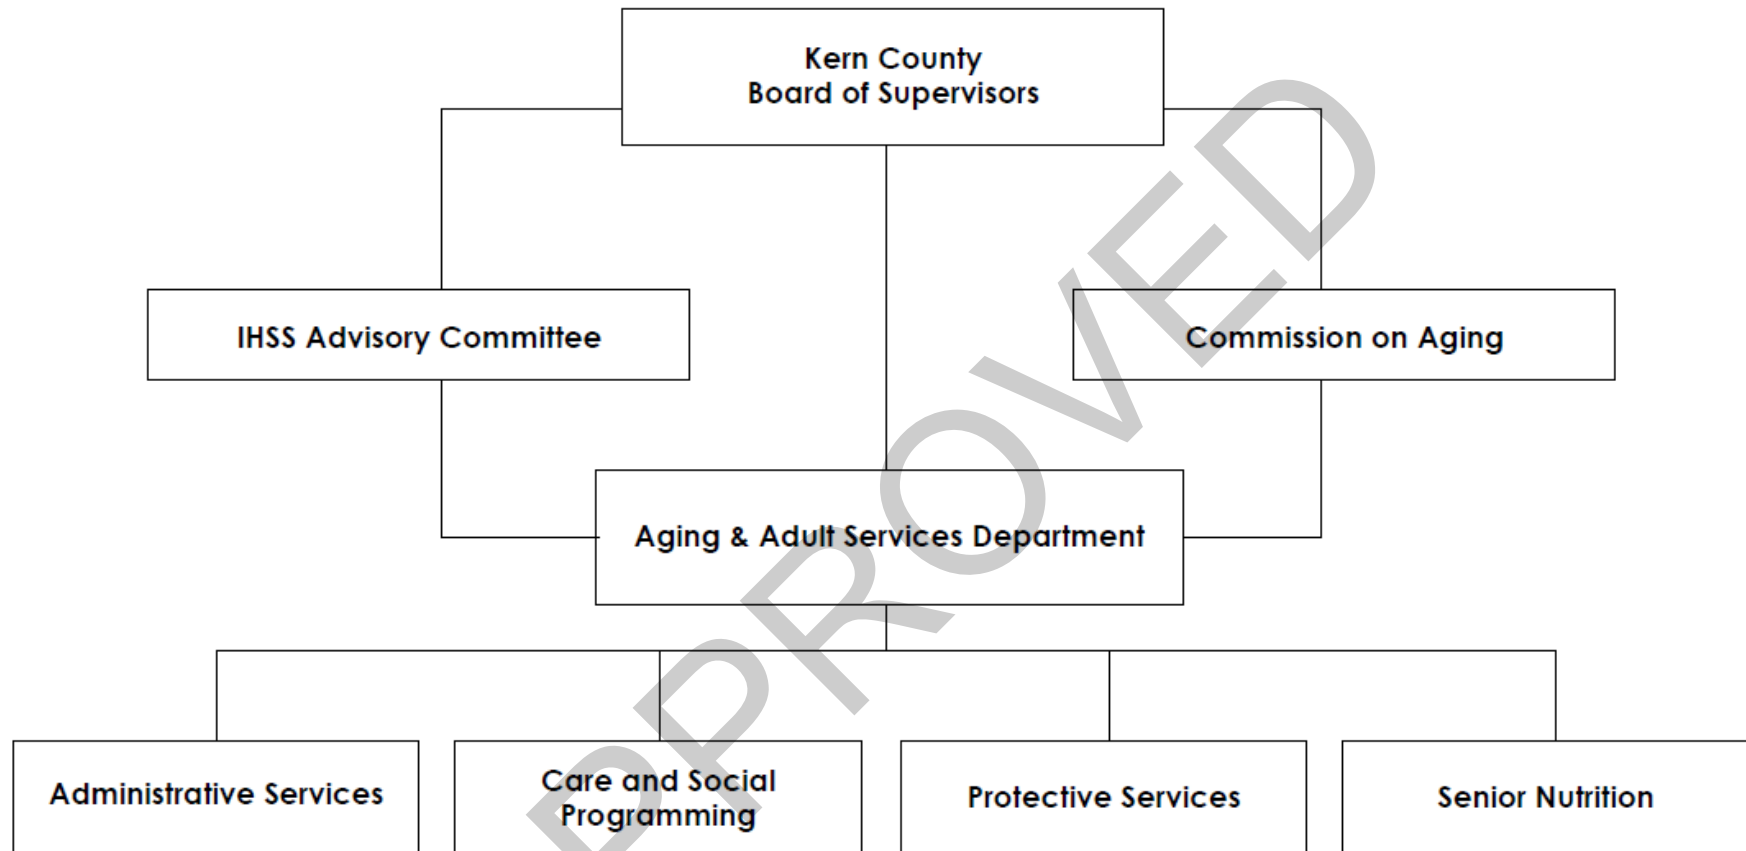 Kern County
Board of Supervisors
IHSS Advisory Committee
Commission on Aging
Aging & Adult Services Department
Administrative Services
Care and Social
Programming
Protective Services
Senior Nutrition
PPROVED